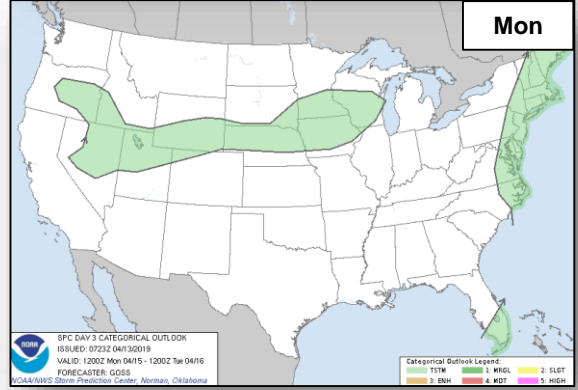 Mon
NOAA
SPC DAY 3 CATEGORICAL OUTLOOK
ISSUED: 0723Z 04/13/2019
VALID: 1200Z Mon 04/15 - 1200Z Tue 04/16
FORECASTER: GOSS
NOAA/NWS Storm Prediction Center, Norman, Oklahoma
Categorical Outlook Legend:
TSTM 1: MRGL 2: SLGT
3: ENH 4: MDT 5: HIGH